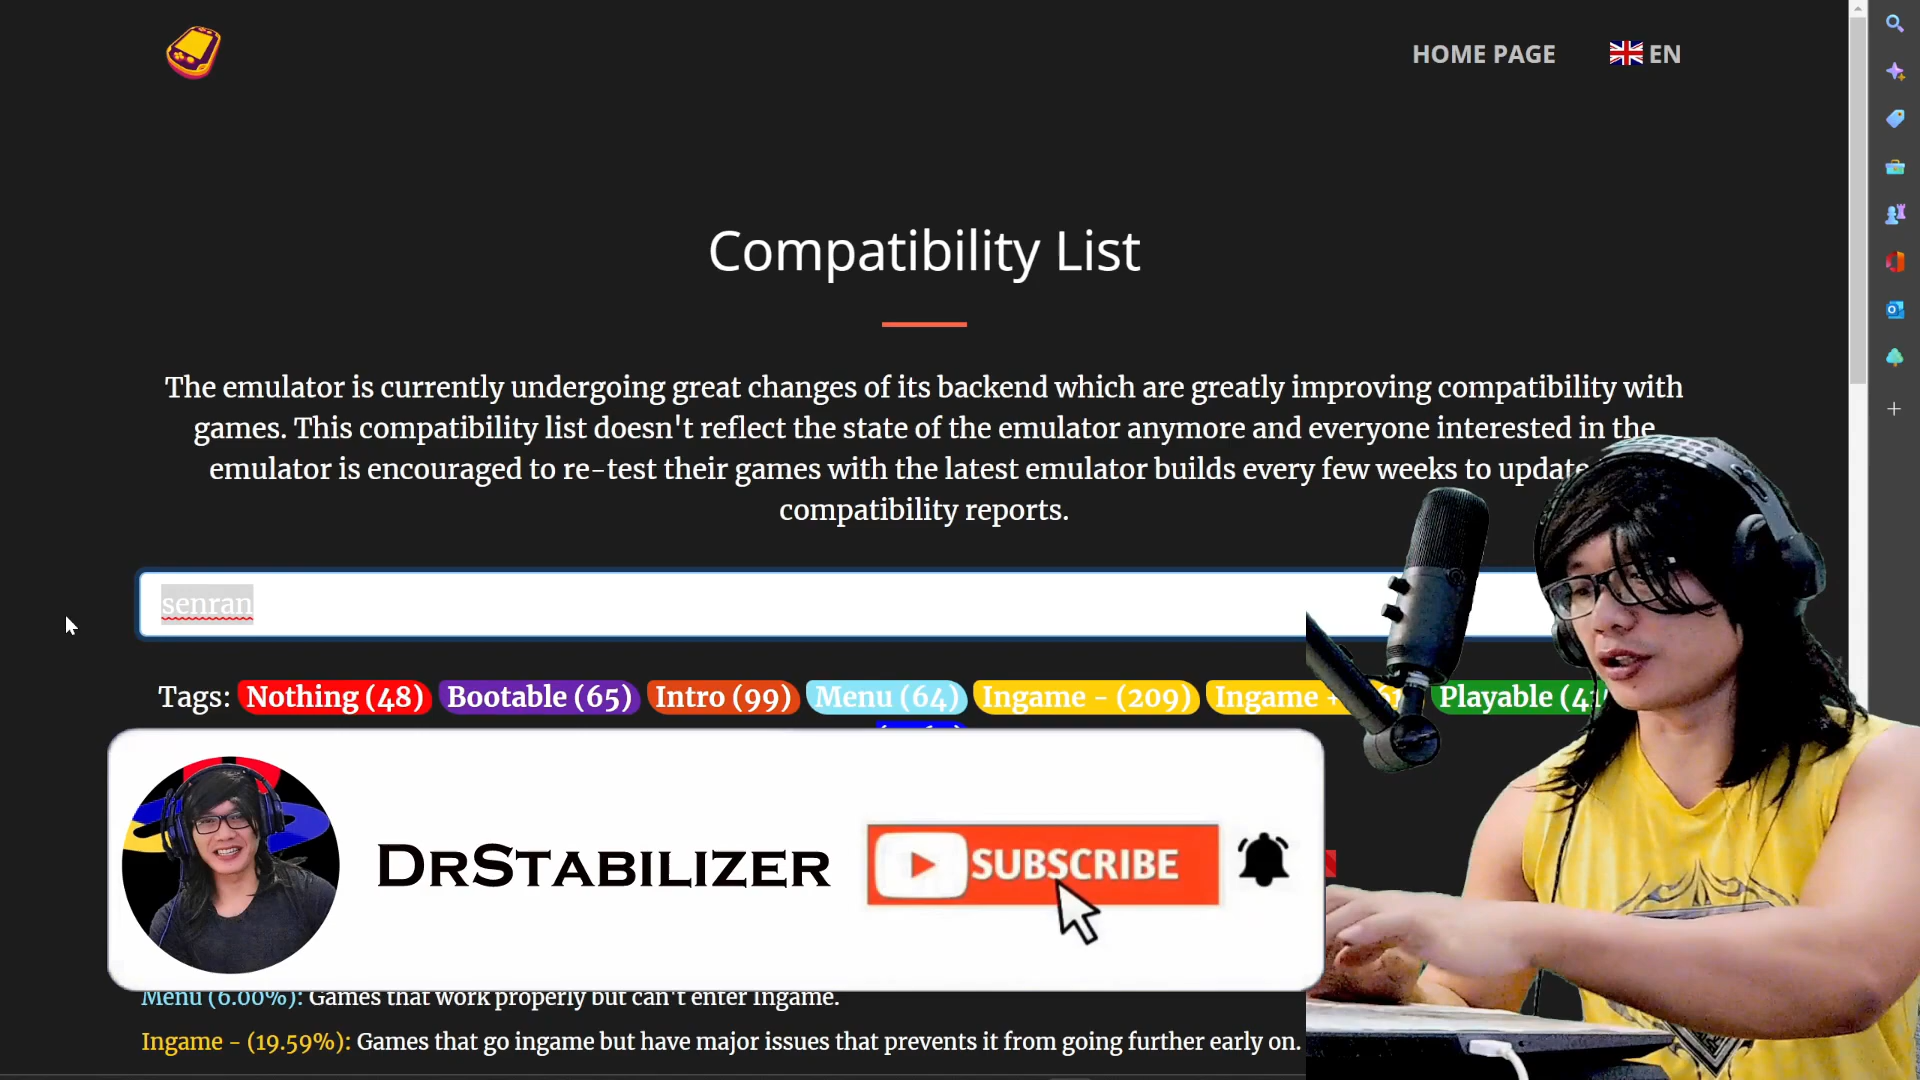 HOME PAGE
EN
Compatibility List
The emulator is currently undergoing great changes of its backend which are greatly improving compatibility with
games. This compatibility list doesn't reflect the state of the emulator anymore and everyone interested in the
emulator is encouraged to re-test their games with the latest emulator builds every few weeks to update
compatibility reports.
senran
Tags: Nothing (48) Bootable (65) Intro (99) Menu (64) Ingame - (209) Ingame + Playable
DRSTABILIZER
SUBSCRIBE
Menu (6.00%): Games that work properly but can't enter Ingame.
Ingame - (19.59%): Games that go ingame but have major issues that prevents it from going further early on.